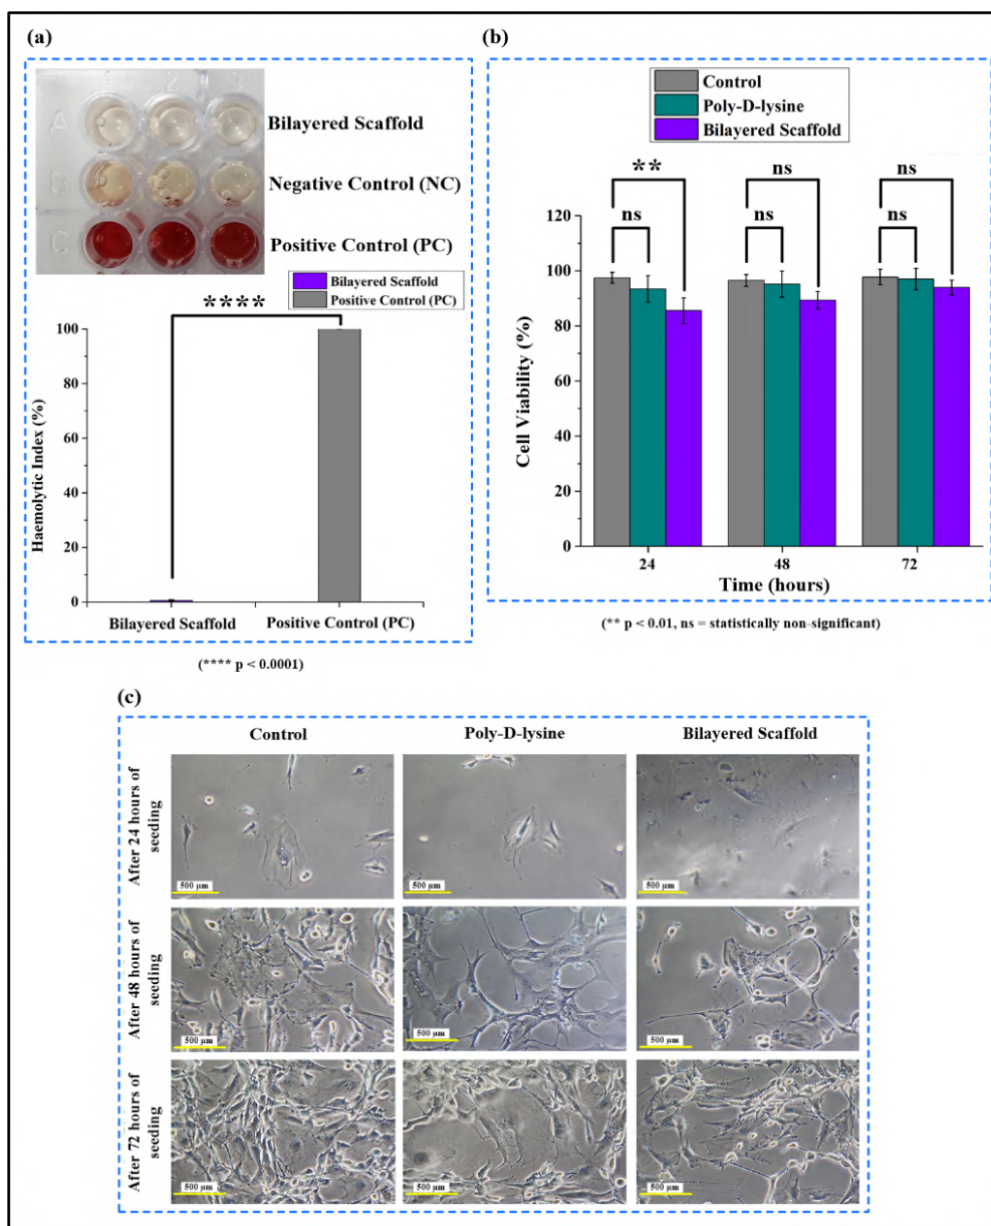 (a)
1 2 3
A
B
C
Bilayered Scaffold
Negative Control (NC)
Positive Control (PC)
Bilayered Scaffold
Positive Control (PC)
****
Haemolytic Index (%)
100
80
60
40
20
0
Bilayered Scaffold Positive Control (PC)
(**** p < 0.0001)
(b)
Control
Poly-D-lysine
Bilayered Scaffold
** ns ns
ns ns ns
Cell Viability (%)
120
100
80
60
40
20
0
24 48 72
Time (hours)
(** p < 0.01, ns = statistically non-significant)
(c)
Control Poly-D-lysine Bilayered Scaffold
After 24 hours of
seeding
500 µm 500 µm 500 µm
After 48 hours of
seeding
500 µm 500 µm 500 µm
After 72 hours of
seeding
500 µm 500 µm 500 µm